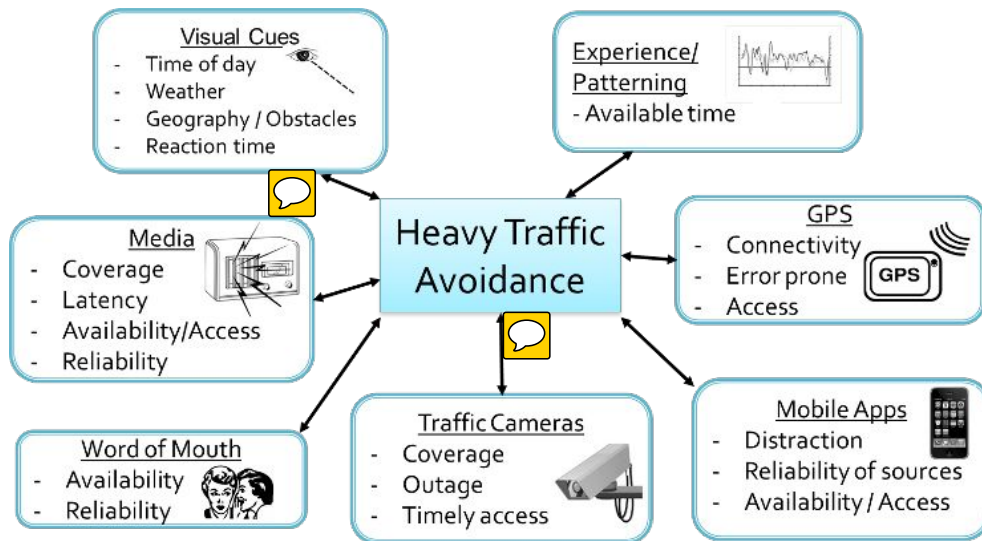 Visual Cues
- Time of day
- Weather
- Geography / Obstacles
- Reaction time
Experience/
Patterning
- Available time
Heavy Traffic
Avoidance
Media
- Coverage
- Latency
- Availability/Access
- Reliability
GPS
- Connectivity
- Error prone
- Access
GPS
Word of Mouth
- Availability
- Reliability
Traffic Cameras
- Coverage
- Outage
- Timely access
Mobile Apps
- Distraction
- Reliability of sources
- Availability / Access